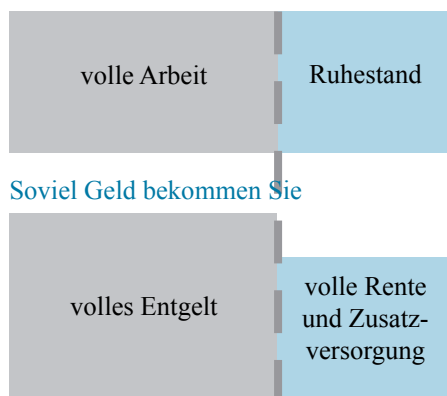 volle Arbeit
Ruhestand
Soviel Geld bekommen Sie
volles Entgelt
volle Rente
und Zusatz-
versorgung